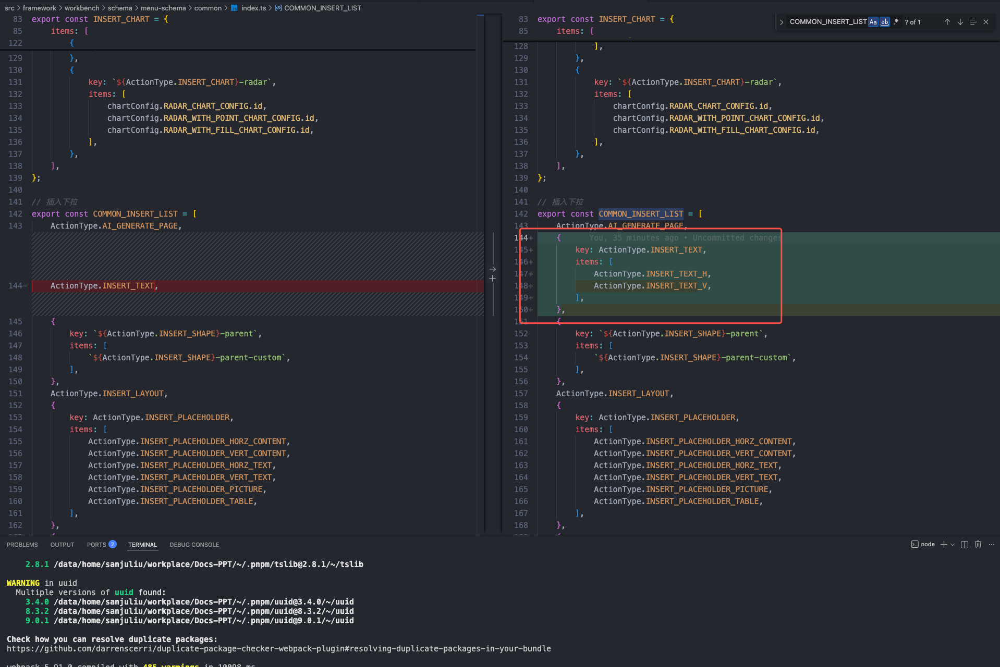 src > framework > workbench > schema > menu-schema > common > index.ts > COMMON_INSERT_LIST
83 export const INSERT_CHART = {
85 items: [
122 {
129 },
130 {
131 key: `${ActionType.INSERT_CHART}-radar`,
132 items: [
133 chartConfig.RADAR_CHART_CONFIG.id,
134 chartConfig.RADAR_WITH_POINT_CHART_CONFIG.id,
135 chartConfig.RADAR_WITH_FILL_CHART_CONFIG.id,
136 ],
137 },
138 ],
139 };
140
141 // 插入下拉
142 export const COMMON_INSERT_LIST = [
143 ActionType.AI_GENERATE_PAGE,
144− ActionType.INSERT_TEXT,
145 {
146 key: `${ActionType.INSERT_SHAPE}-parent`,
147 items: [
148 `${ActionType.INSERT_SHAPE}-parent-custom`,
149 ],
150 },
151 ActionType.INSERT_LAYOUT,
152 {
153 key: ActionType.INSERT_PLACEHOLDER,
154 items: [
155 ActionType.INSERT_PLACEHOLDER_HORZ_CONTENT,
156 ActionType.INSERT_PLACEHOLDER_VERT_CONTENT,
157 ActionType.INSERT_PLACEHOLDER_HORZ_TEXT,
158 ActionType.INSERT_PLACEHOLDER_VERT_TEXT,
159 ActionType.INSERT_PLACEHOLDER_PICTURE,
160 ActionType.INSERT_PLACEHOLDER_TABLE,
161 ],
162 },
83 export const INSERT_CHART = {
85 items: [
COMMON_INSERT_LIST Aa ab .* ? of 1
128 ],
129 },
130 {
131 key: `${ActionType.INSERT_CHART}-radar`,
132 items: [
133 chartConfig.RADAR_CHART_CONFIG.id,
134 chartConfig.RADAR_WITH_POINT_CHART_CONFIG.id,
135 chartConfig.RADAR_WITH_FILL_CHART_CONFIG.id,
136 ],
137 },
138 ],
139 };
140
141 // 插入下拉
142 export const COMMON_INSERT_LIST = [
143 ActionType.AI_GENERATE_PAGE,
144+ { You, 35 minutes ago • Uncommitted changes
145+ key: ActionType.INSERT_TEXT,
146+ items: [
147+ ActionType.INSERT_TEXT_H,
148+ ActionType.INSERT_TEXT_V,
149+ ],
150+ },
151 {
152 key: `${ActionType.INSERT_SHAPE}-parent`,
153 items: [
154 `${ActionType.INSERT_SHAPE}-parent-custom`,
155 ],
156 },
157 ActionType.INSERT_LAYOUT,
158 {
159 key: ActionType.INSERT_PLACEHOLDER,
160 items: [
161 ActionType.INSERT_PLACEHOLDER_HORZ_CONTENT,
162 ActionType.INSERT_PLACEHOLDER_VERT_CONTENT,
163 ActionType.INSERT_PLACEHOLDER_HORZ_TEXT,
164 ActionType.INSERT_PLACEHOLDER_VERT_TEXT,
165 ActionType.INSERT_PLACEHOLDER_PICTURE,
166 ActionType.INSERT_PLACEHOLDER_TABLE,
167 ],
168 },
PROBLEMS OUTPUT PORTS 2 TERMINAL DEBUG CONSOLE node
2.8.1 /data/home/sanjuliu/workplace/Docs-PPT/~/.pnpm/tslib@2.8.1/~/tslib
WARNING in uuid
Multiple versions of uuid found:
3.4.0 /data/home/sanjuliu/workplace/Docs-PPT/~/.pnpm/uuid@3.4.0/~/uuid
8.3.2 /data/home/sanjuliu/workplace/Docs-PPT/~/.pnpm/uuid@8.3.2/~/uuid
9.0.1 /data/home/sanjuliu/workplace/Docs-PPT/~/.pnpm/uuid@9.0.1/~/uuid
Check how you can resolve duplicate packages:
https://github.com/darrenscerri/duplicate-package-checker-webpack-plugin#resolving-duplicate-packages-in-your-bundle
webpack 5.91.0 compiled with 485 warnings in 10098 ms